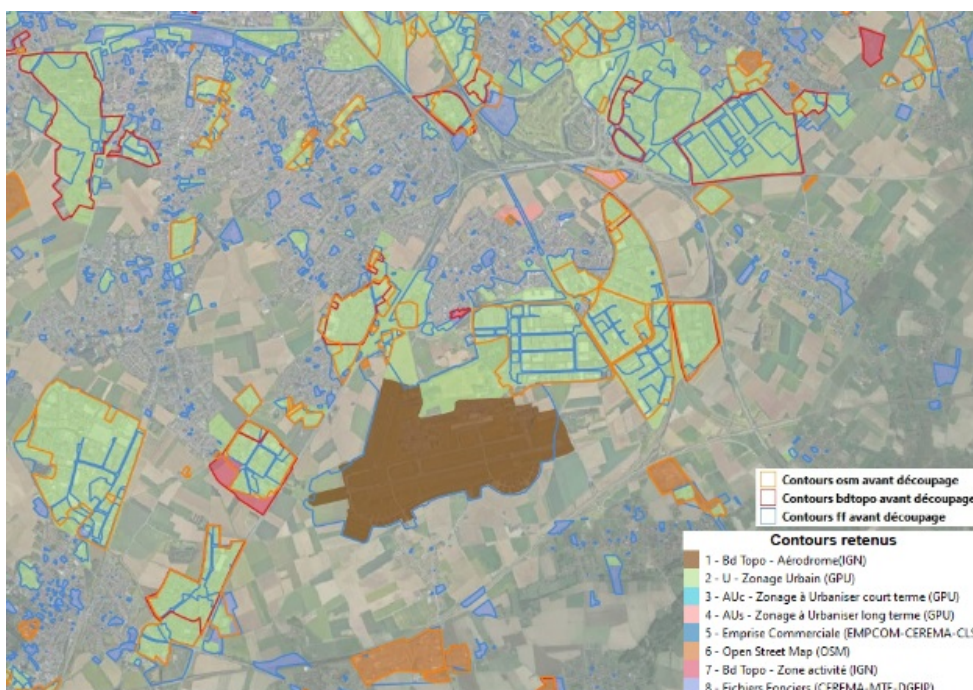 Contours osm avant découpage
Contours bdtopo avant découpage
Contours ff avant découpage
Contours retenus
1 - Bd Topo - Aérodrome(IGN)
2 - U - Zonage Urbain (GPU)
3 - AUc - Zonage à Urbaniser court terme (GPU)
4 - AUs - Zonage à Urbaniser long terme (GPU)
5 - Emprise Commerciale (EMPCOM-CEREMA-CLS
6 - Open Street Map (OSM)
7 - Bd Topo - Zone activité (IGN)
8 - Fichiers Fonciers (CEREMA-MTE-DGFIP)